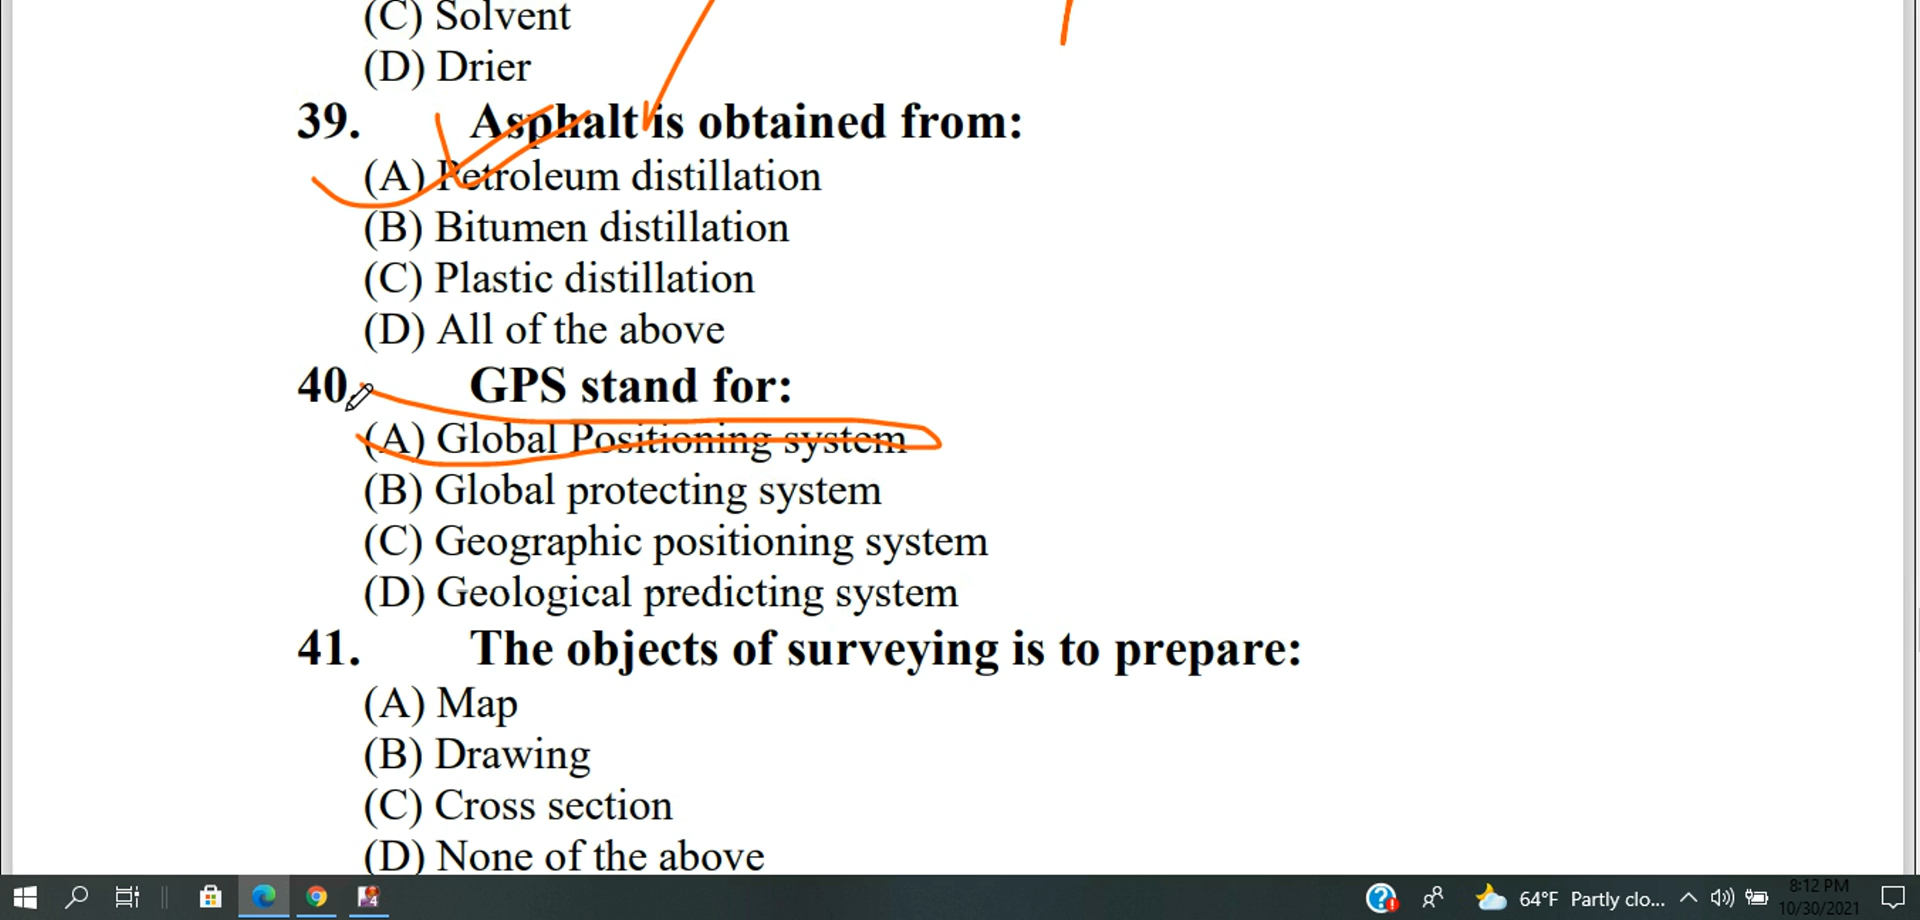 (C) Solvent
(D) Drier
39. Asphalt is obtained from:
(A) Petroleum distillation
(B) Bitumen distillation
(C) Plastic distillation
(D) All of the above
40. GPS stand for:
(A) Global Positioning system
(B) Global protecting system
(C) Geographic positioning system
(D) Geological predicting system
41. The objects of surveying is to prepare:
(A) Map
(B) Drawing
(C) Cross section
(D) None of the above
64°F Partly clo...
8:12 PM
10/30/2021